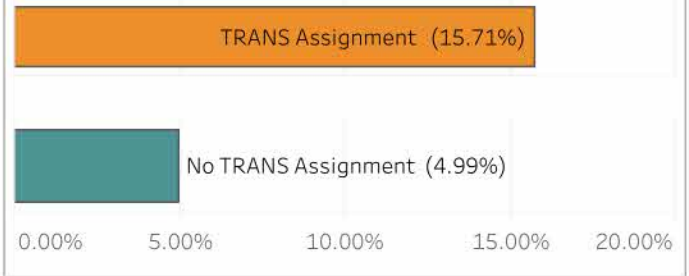 TRANS Assignment (15.71%)
No TRANS Assignment (4.99%)
0.00% 5.00% 10.00% 15.00% 20.00%